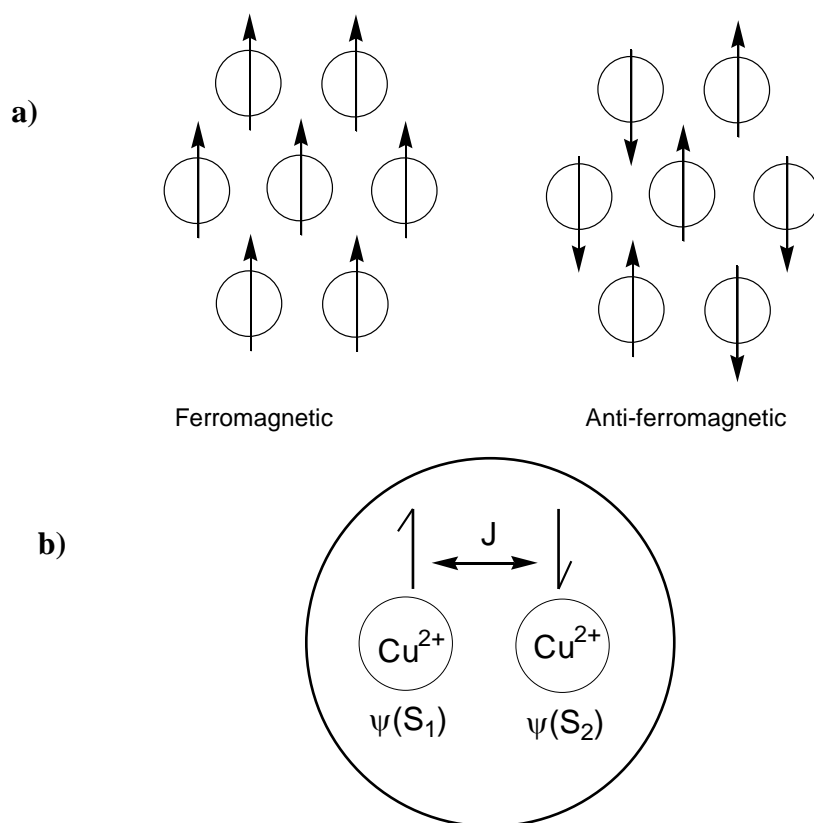 a)
Ferromagnetic Anti-ferromagnetic
b)
J
Cu²⁺ Cu²⁺
ψ(S₁) ψ(S₂)